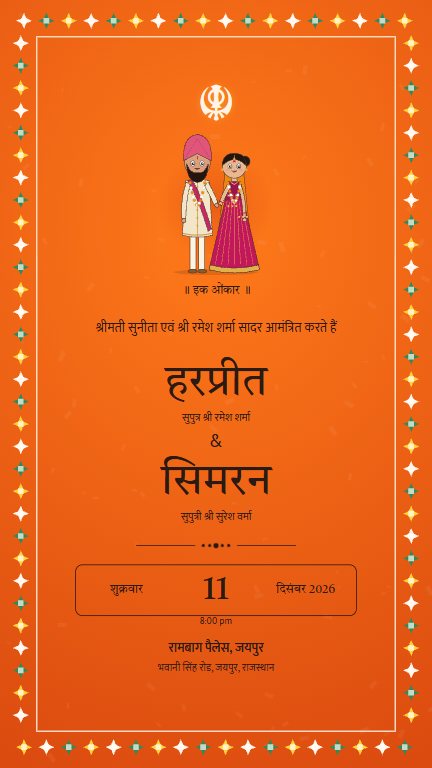 ॥ इक ओंकार ॥
श्रीमती सुनीता एवं श्री रमेश शर्मा सादर आमंत्रित करते हैं
हरप्रीत
सुपुत्र श्री रमेश शर्मा
&
सिमरन
सुपुत्री श्री सुरेश वर्मा
शुक्रवार 11 दिसंबर 2026
8:00 pm
रामबाग पैलेस, जयपुर
भवानी सिंह रोड, जयपुर, राजस्थान